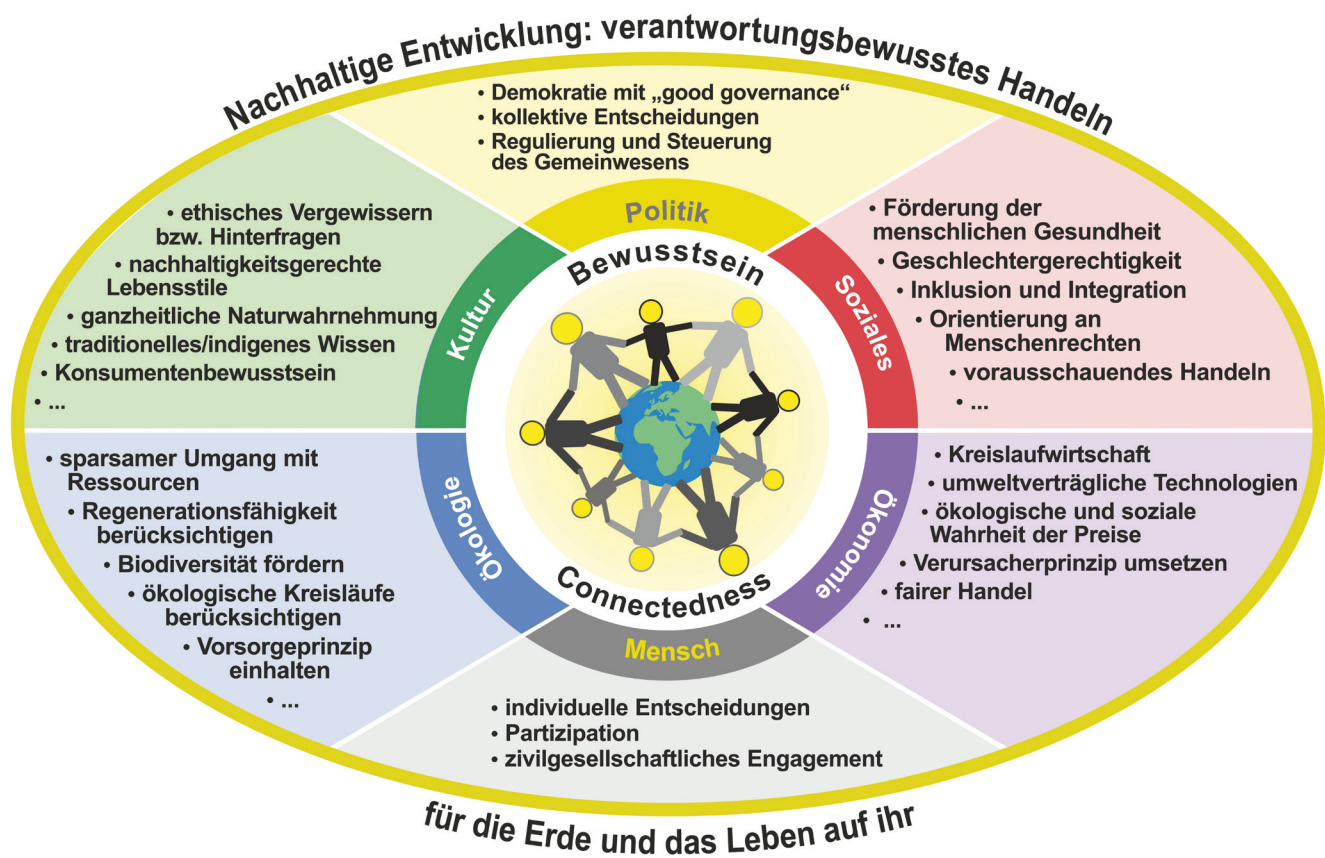 Nachhaltige Entwicklung: verantwortungsbewusstes Handeln
• Demokratie mit „good governance“
• kollektive Entscheidungen
• Regulierung und Steuerung
des Gemeinwesens
Politik
• ethisches Vergewissern
bzw. Hinterfragen
• nachhaltigkeitsgerechte
Lebensstile
• ganzheitliche Naturwahrnehmung
• traditionelles/indigenes Wissen
• Konsumentenbewusstsein
• ...
Kultur
Bewusstsein
Soziales
• Förderung der
menschlichen Gesundheit
• Geschlechtergerechtigkeit
• Inklusion und Integration
• Orientierung an
Menschenrechten
• vorausschauendes Handeln
• ...
• sparsamer Umgang mit
Ressourcen
• Regenerationsfähigkeit
berücksichtigen
• Biodiversität fördern
• ökologische Kreisläufe
berücksichtigen
• Vorsorgeprinzip
einhalten
• ...
Ökologie
Connectedness
Ökonomie
• Kreislaufwirtschaft
• umweltverträgliche Technologien
• ökologische und soziale
Wahrheit der Preise
• Verursacherprinzip umsetzen
• fairer Handel
• ...
Mensch
• individuelle Entscheidungen
• Partizipation
• zivilgesellschaftliches Engagement
für die Erde und das Leben auf ihr